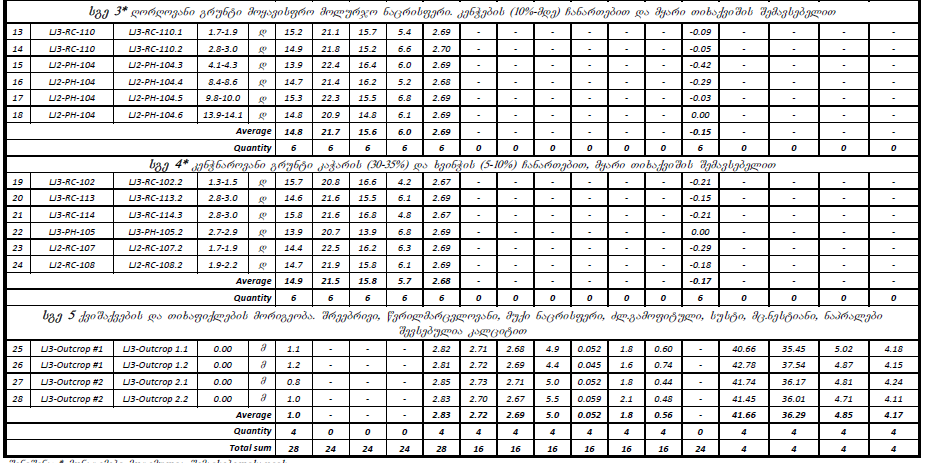 სგე 3* ღორღოვანი გრუნტი მოყავისფრო მოლურჯო ნაცრისფერი. კენჭების (10%-მდე) ჩანართებით და მყარი თიხაქვიშის შემავსებელით
13 LJ3-RC-110 LJ3-RC-110.1 1.7-1.9 დ 15.2 21.1 15.7 5.4 2.69 - - - - - - -0.09 - - - -
14 LJ3-RC-110 LJ3-RC-110.2 2.8-3.0 დ 14.9 21.8 15.2 6.6 2.70 - - - - - - -0.05 - - - -
15 LJ2-PH-104 LJ2-PH-104.3 4.1-4.3 დ 13.9 22.4 16.4 6.0 2.69 - - - - - - -0.42 - - - -
16 LJ2-PH-104 LJ2-PH-104.4 8.4-8.6 დ 14.7 21.4 16.2 5.2 2.68 - - - - - - -0.29 - - - -
17 LJ2-PH-104 LJ2-PH-104.5 9.8-10.0 დ 15.3 22.3 15.5 6.8 2.69 - - - - - - -0.03 - - - -
18 LJ2-PH-104 LJ2-PH-104.6 13.9-14.1 დ 14.8 20.9 14.8 6.1 2.69 - - - - - - 0.00 - - - -
Average 14.8 21.7 15.6 6.0 2.69 - - - - - - -0.15 - - - -
Quantity 6 6 6 6 6 0 0 0 0 0 0 6 0 0 0 0
სგე 4* კენჭნაროვანი გრუნტი კაჭარის (30-35%) და ხვინჭის (5-10%) ჩანართებით, მყარი თიხაქვიშის შემავსებელით
19 LJ3-RC-102 LJ3-RC-102.2 1.3-1.5 დ 15.7 20.8 16.6 4.2 2.67 - - - - - - -0.21 - - - -
20 LJ3-RC-113 LJ3-RC-113.2 2.8-3.0 დ 14.6 21.6 15.5 6.1 2.69 - - - - - - -0.15 - - - -
21 LJ3-RC-114 LJ3-RC-114.3 2.8-3.0 დ 15.8 21.6 16.8 4.8 2.67 - - - - - - -0.21 - - - -
22 LJ3-PH-105 LJ3-PH-105.2 2.7-2.9 დ 13.9 20.7 13.9 6.8 2.69 - - - - - - 0.00 - - - -
23 LJ2-RC-107 LJ2-RC-107.2 1.7-1.9 დ 14.4 22.5 16.2 6.3 2.69 - - - - - - -0.29 - - - -
24 LJ2-RC-108 LJ2-RC-108.2 1.9-2.2 დ 14.7 21.9 15.8 6.1 2.69 - - - - - - -0.18 - - - -
Average 14.9 21.5 15.8 5.7 2.68 - - - - - - -0.17 - - - -
Quantity 6 6 6 6 6 0 0 0 0 0 0 6 0 0 0 0
სგე 5 ქვიშაქვების და თიხაფიქლების მორიგეობა. შრეებრივი, წვრილმარცვლოვანი, მუქი ნაცრისფერი, ძლ.გამოფიტული, სუსტი, მც.ნესტიანი, ნაპრალები
შევსებულია კალციტით
25 LJ3-Outcrop #1 LJ3-Outcrop 1.1 0.00 მ 1.1 - - - 2.82 2.71 2.68 4.9 0.052 1.8 0.60 - 40.66 35.45 5.02 4.18
26 LJ3-Outcrop #1 LJ3-Outcrop 1.2 0.00 მ 1.2 - - - 2.81 2.72 2.69 4.4 0.045 1.6 0.74 - 42.78 37.54 4.87 4.15
27 LJ3-Outcrop #2 LJ3-Outcrop 2.1 0.00 მ 0.8 - - - 2.85 2.73 2.71 5.0 0.052 1.8 0.44 - 41.74 36.17 4.81 4.24
28 LJ3-Outcrop #2 LJ3-Outcrop 2.2 0.00 მ 1.0 - - - 2.83 2.70 2.67 5.5 0.059 2.1 0.48 - 41.45 36.01 4.71 4.11
Average 1.0 - - - 2.83 2.72 2.69 5.0 0.052 1.8 0.56 - 41.66 36.29 4.85 4.17
Quantity 4 0 0 0 4 4 4 4 4 4 4 0 4 4 4 4
Total sum 28 24 24 24 28 16 16 16 16 16 16 24 4 4 4 4